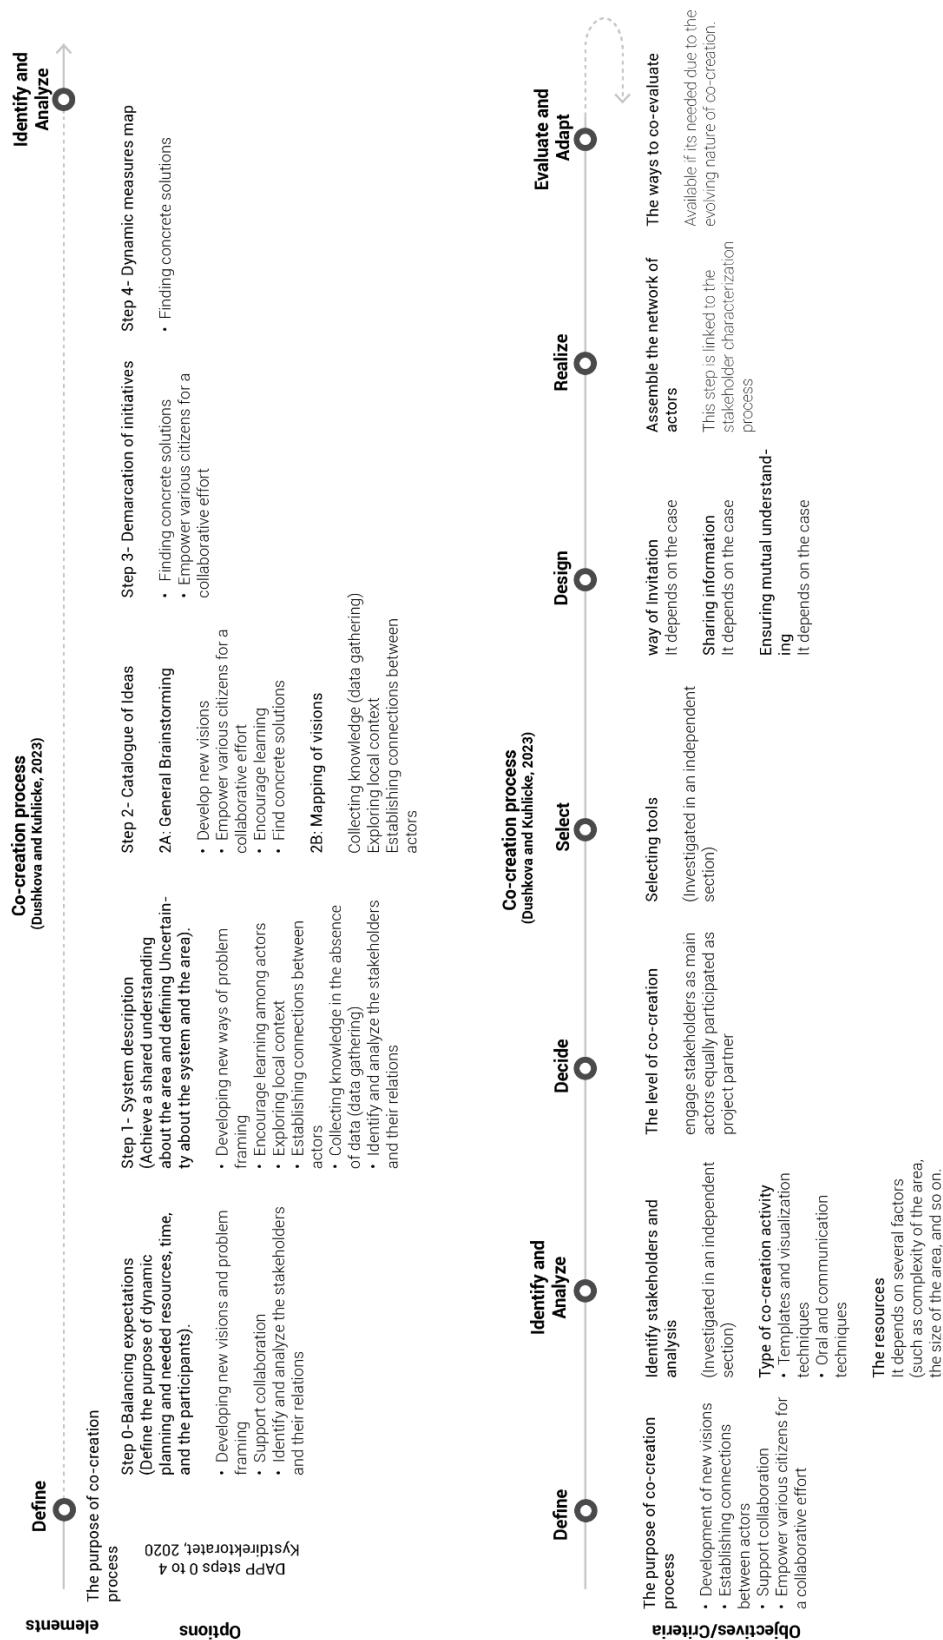 elements
Options
Co-creation process
(Dushkova and Kuhlicke, 2023)
Define
Identify and
Analyze
The purpose of co-creation
process
DAPP steps 0 to 4
Kystdirektoratet, 2020
Step 0-Balancing expectations
(Define the purpose of dynamic
planning and needed resources, time,
and the participants).
• Developing new visions and problem
framing
• Support collaboration
• Identify and analyze the stakeholders
and their relations
Step 1- System description
(Achieve a shared understanding
about the area and defining Uncertain-
ty about the system and the area).
• Developing new ways of problem
framing
• Encourage learning among actors
• Exploring local context
• Establishing connections between
actors
• Collecting knowledge in the absence
of data (data gathering)
• Identify and analyze the stakeholders
and their relations
Step 2- Catalogue of Ideas
2A: General Brainstorming
• Develop new visions
• Empower various citizens for a
collaborative effort
• Encourage learning
• Find concrete solutions
2B: Mapping of visions
Collecting knowledge (data gathering)
Exploring local context
Establishing connections between
actors
Step 3- Demarcation of initiatives
• Finding concrete solutions
• Empower various citizens for a
collaborative effort
Step 4- Dynamic measures map
• Finding concrete solutions
Objectives/Criteria
Co-creation process
(Dushkova and Kuhlicke, 2023)
Define
The purpose of co-creation
process
• Development of new visions
• Establishing connections
between actors
• Support collaboration
• Empower various citizens for
a collaborative effort
Identify and
Analyze
Identify stakeholders and
analysis
(Investigated in an independent
section)
Type of co-creation activity
• Templates and visualization
techniques
• Oral and communication
techniques
The resources
It depends on several factors
(such as complexity of the area,
the size of the area, and so on.
Decide
The level of co-creation
engage stakeholders as main
actors equally participated as
project partner
Select
Selecting tools
(Investigated in an independent
section)
Design
way of Invitation
It depends on the case
Sharing information
It depends on the case
Ensuring mutual understand-
ing
It depends on the case
Realize
Assemble the network of
actors
This step is linked to the
stakeholder characterization
process
Evaluate and
Adapt
The ways to co-evaluate
Available if its needed due to the
evolving nature of co-creation.